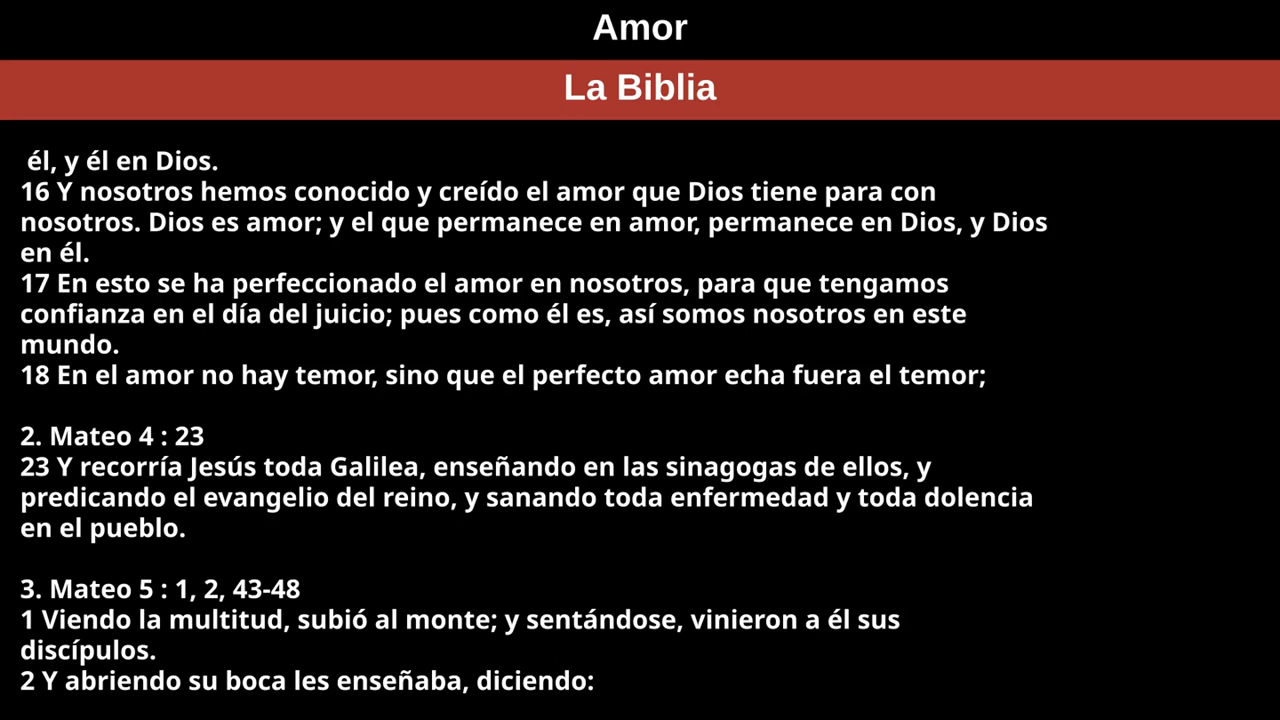 Amor
La Biblia
él, y él en Dios.
16 Y nosotros hemos conocido y creído el amor que Dios tiene para con
nosotros. Dios es amor; y el que permanece en amor, permanece en Dios, y Dios
en él.
17 En esto se ha perfeccionado el amor en nosotros, para que tengamos
confianza en el día del juicio; pues como él es, así somos nosotros en este
mundo.
18 En el amor no hay temor, sino que el perfecto amor echa fuera el temor;
2. Mateo 4 : 23
23 Y recorría Jesús toda Galilea, enseñando en las sinagogas de ellos, y
predicando el evangelio del reino, y sanando toda enfermedad y toda dolencia
en el pueblo.
3. Mateo 5 : 1, 2, 43-48
1 Viendo la multitud, subió al monte; y sentándose, vinieron a él sus
discípulos.
2 Y abriendo su boca les enseñaba, diciendo: